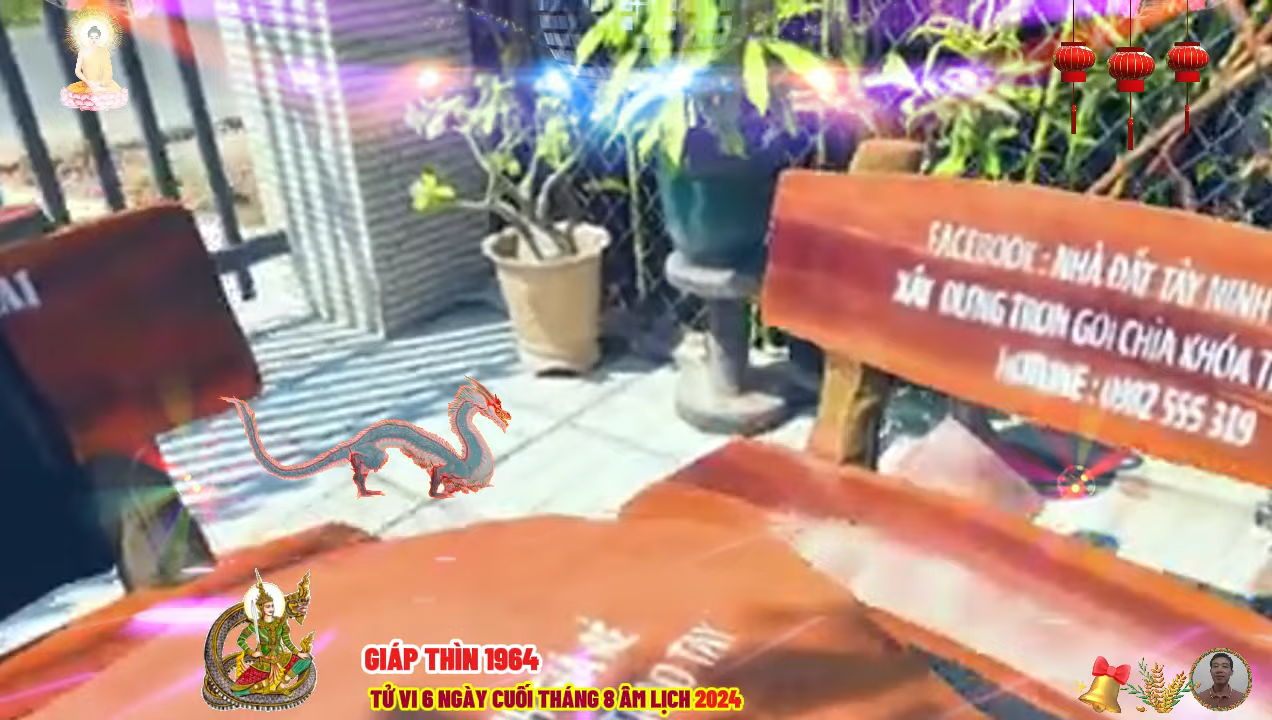 FACEBOOK : NHÀ ĐẤT TÂY NINH
XÂY DỰNG TRỌN GÓI CHÌA KHÓA
HOTLINE : 0902 555 319
GIÁP THÌN 1964
TỬ VI 6 NGÀY CUỐI THÁNG 8 ÂM LỊCH 2024